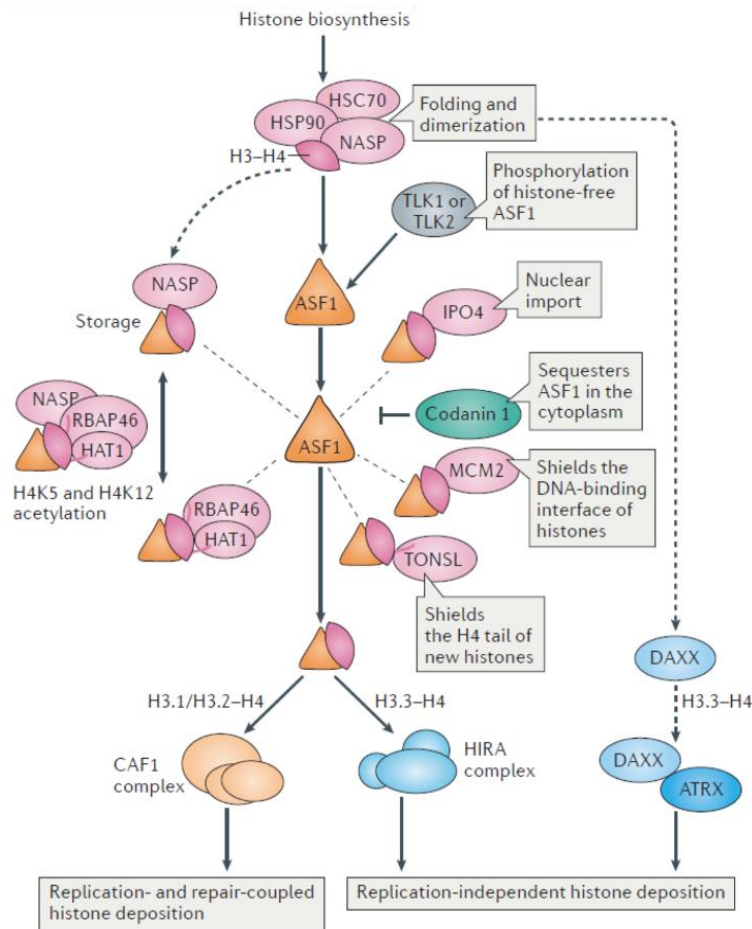 Histone biosynthesis
HSC70
HSP90
NASP
H3–H4
Folding and
dimerization
TLK1 or
TLK2
Phosphorylation
of histone-free
ASF1
NASP
Storage
ASF1
IPO4
Nuclear
import
NASP
RBAP46
HAT1
H4K5 and H4K12
acetylation
ASF1
Codanin 1
Sequesters
ASF1 in the
cytoplasm
RBAP46
HAT1
MCM2
Shields the
DNA-binding
interface of
histones
TONSL
Shields
the H4 tail of
new histones
H3.1/H3.2–H4
H3.3–H4
DAXX
H3.3–H4
CAF1
complex
HIRA
complex
DAXX
ATRX
Replication- and repair-coupled
histone deposition
Replication-independent histone deposition